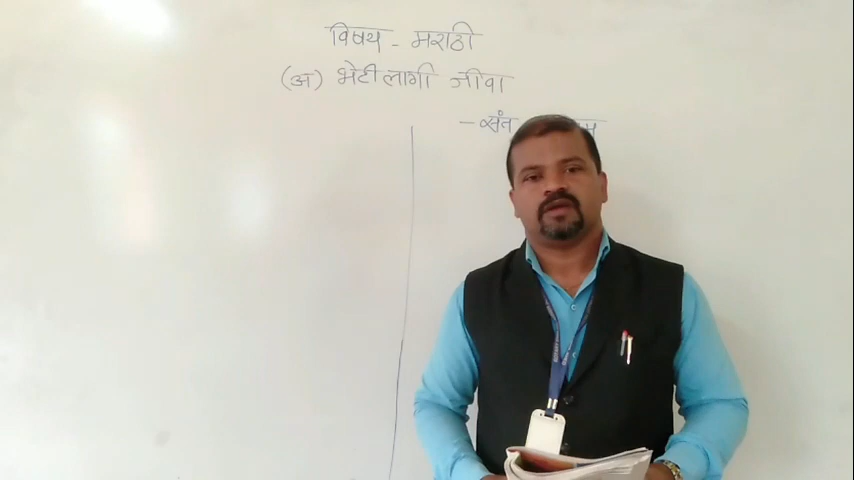 विषय - मराठी
(अ) भेटीलागी जीवा
- संत